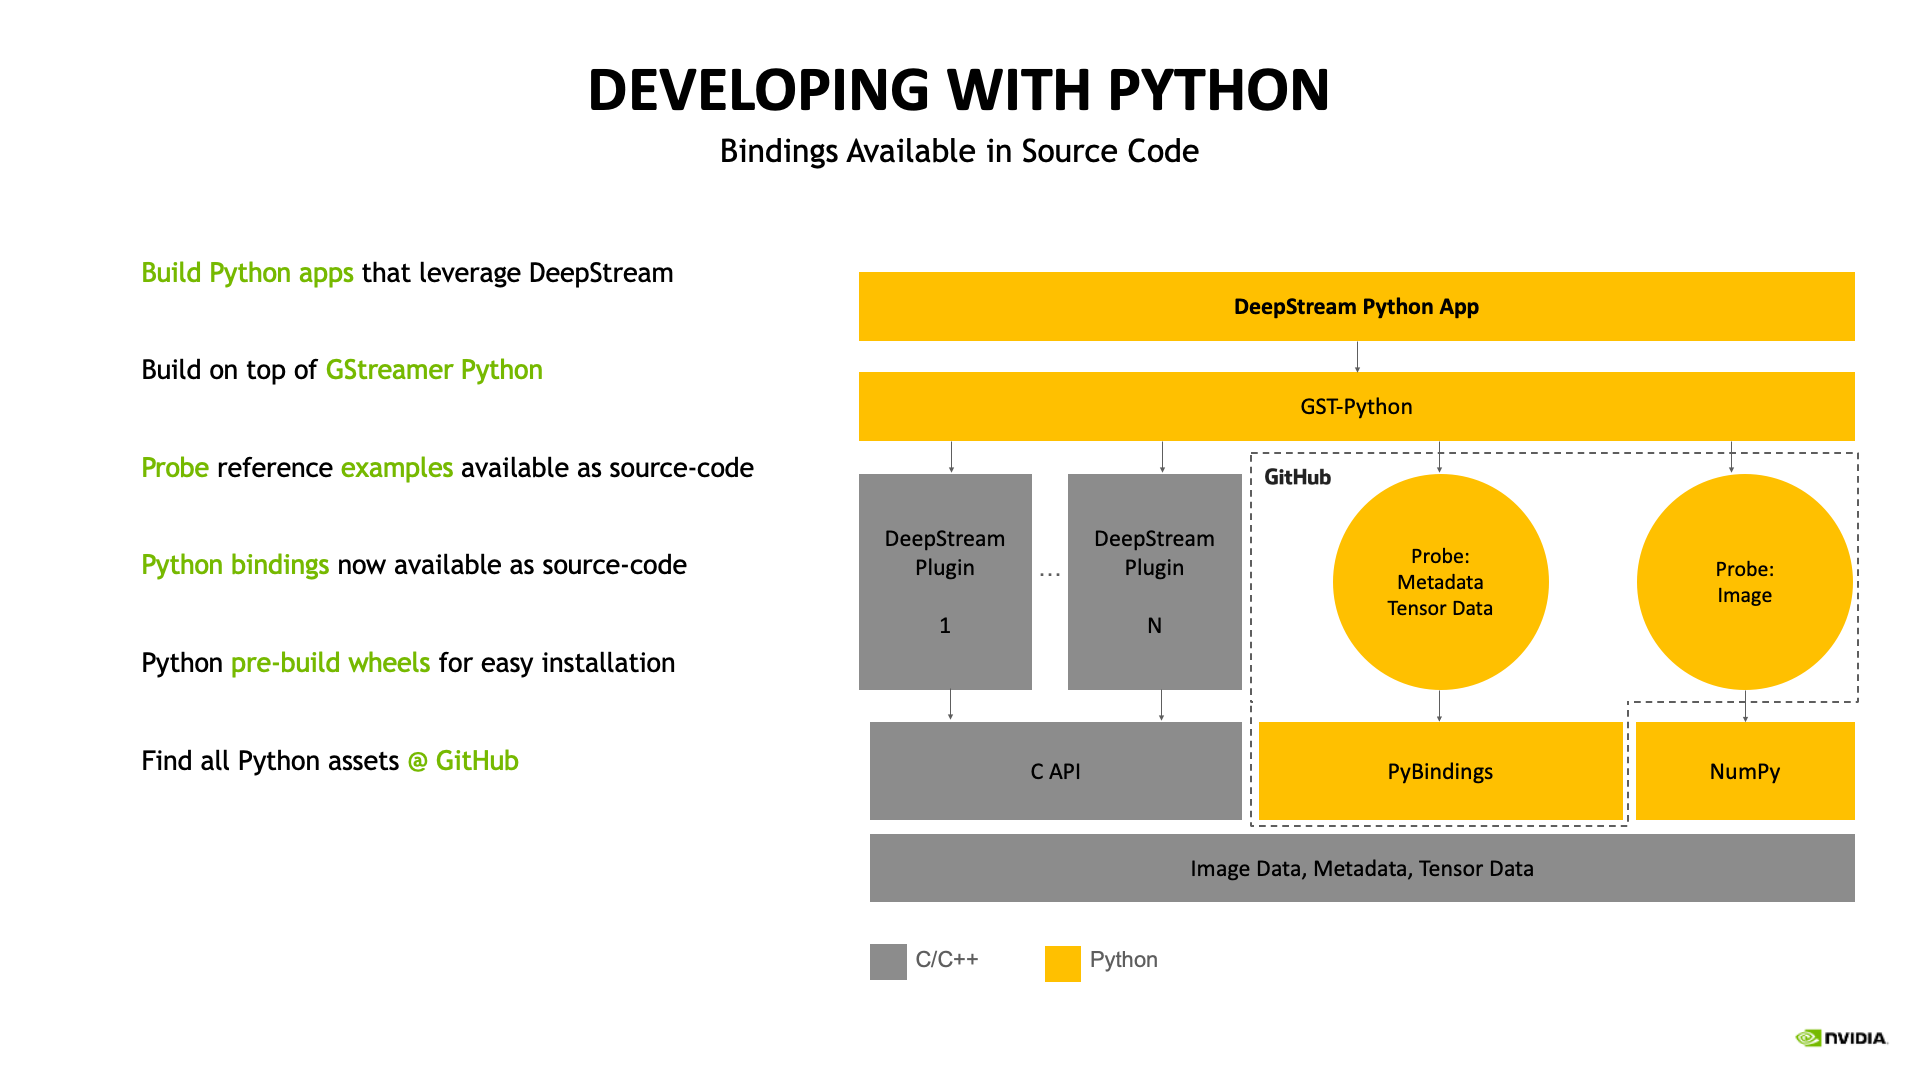 DEVELOPING WITH PYTHON
Bindings Available in Source Code
Build Python apps that leverage DeepStream
Build on top of GStreamer Python
Probe reference examples available as source-code
Python bindings now available as source-code
Python pre-build wheels for easy installation
Find all Python assets @ GitHub
DeepStream Python App
GST-Python
GitHub
DeepStream
Plugin
1
...
DeepStream
Plugin
N
Probe:
Metadata
Tensor Data
Probe:
Image
C API
PyBindings
NumPy
Image Data, Metadata, Tensor Data
C/C++
Python
NVIDIA